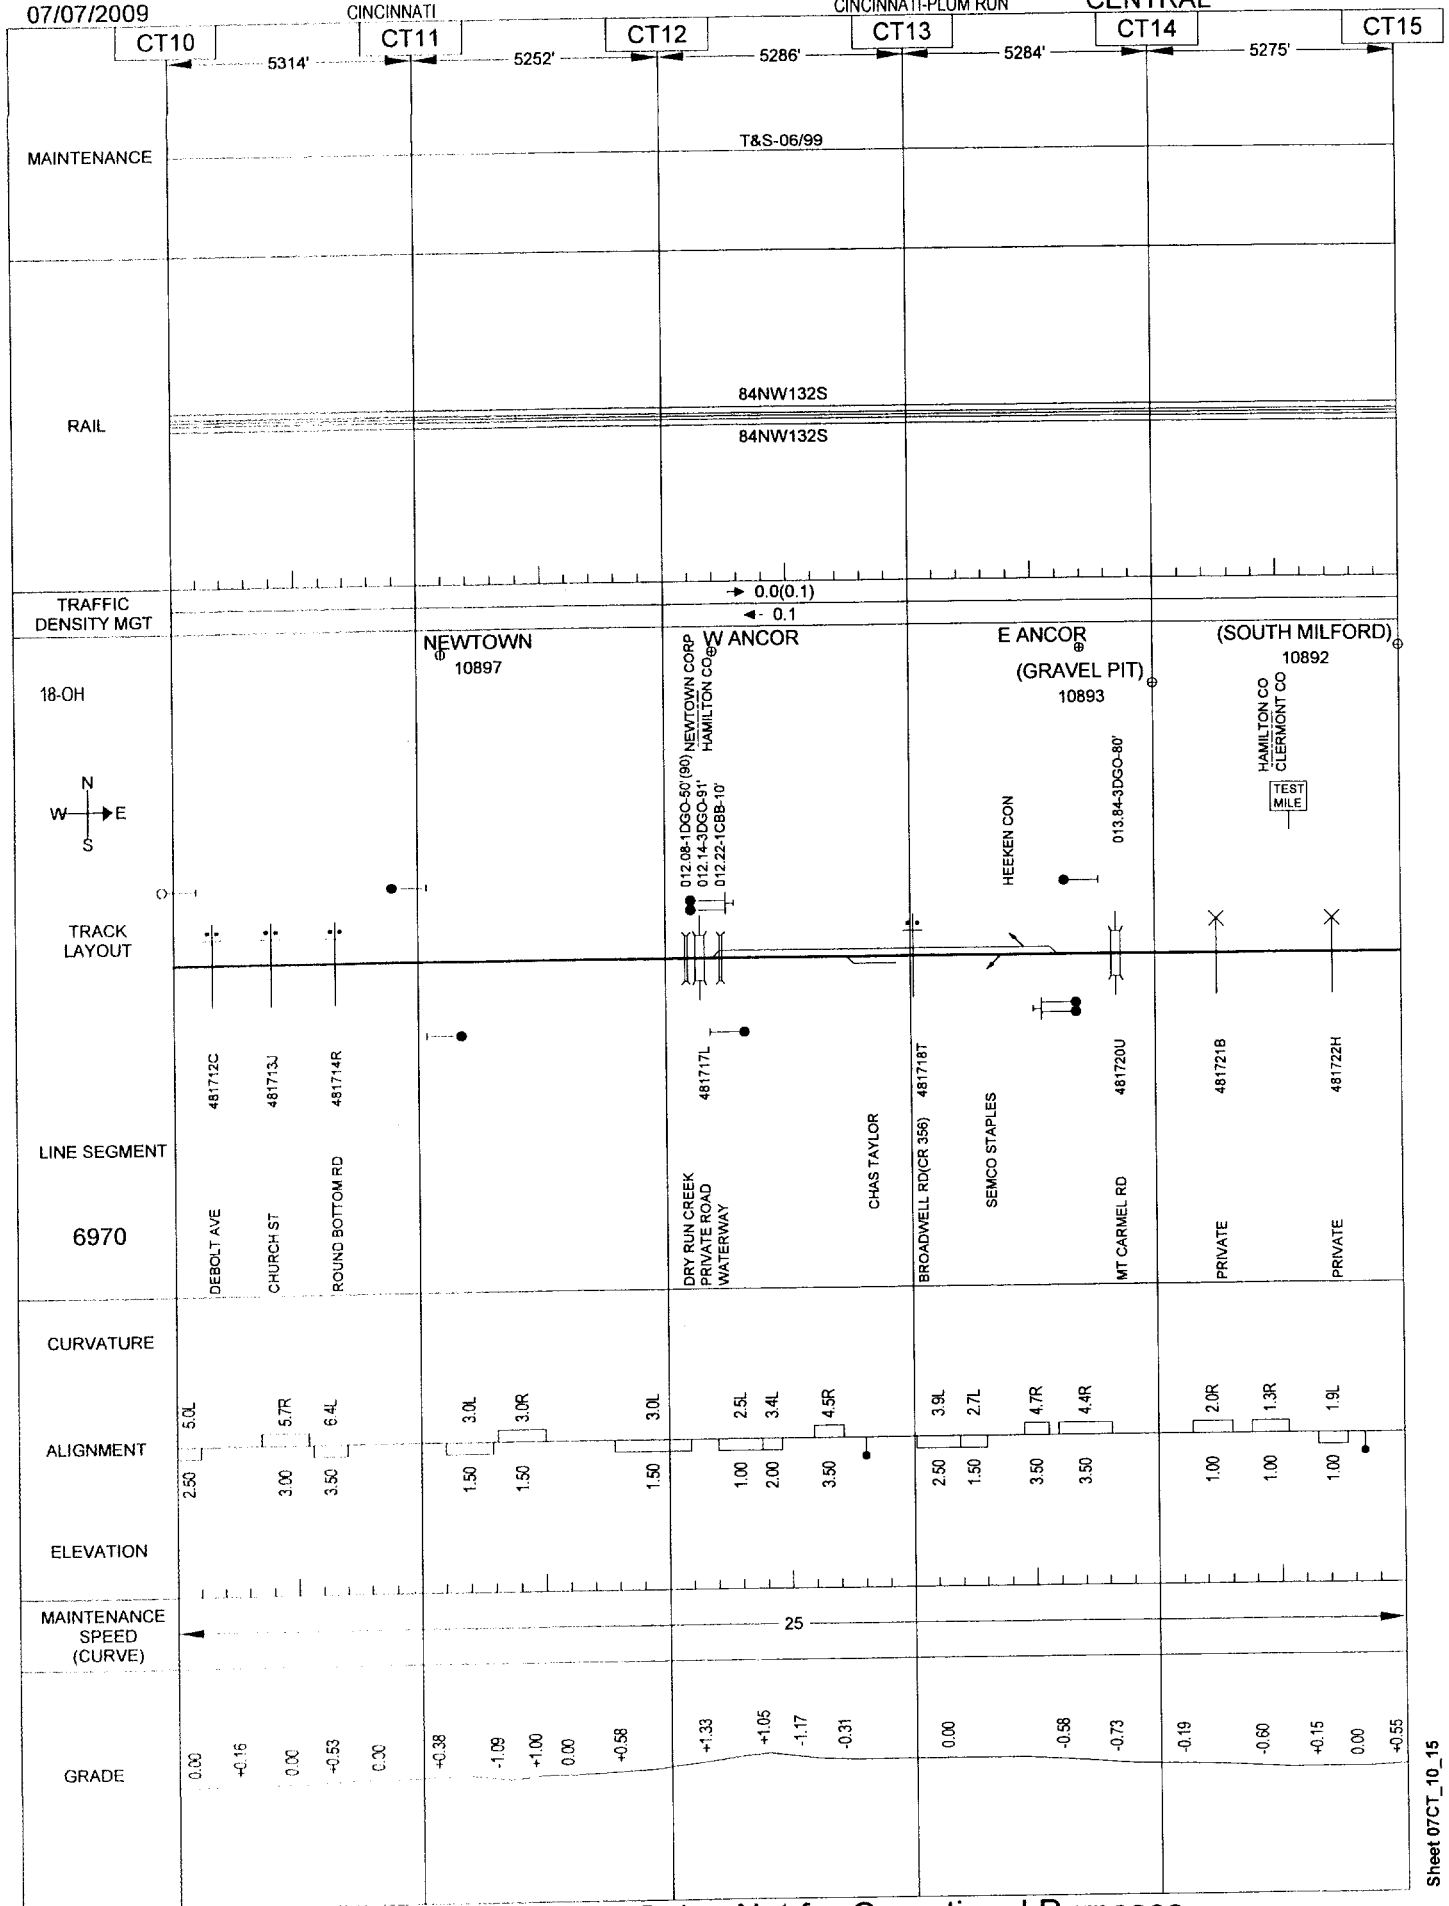 07/07/2009
CINCINNATI
CINCINNATI-PLUM RUN
CENTRAL
CT10
CT11
CT12
CT13
CT14
CT15
5314'
5252'
5286'
5284'
5275'
MAINTENANCE
T&S-06/99
RAIL
84NW132S
84NW132S
TRAFFIC
DENSITY MGT
0.0(0.1)
0.1
18-OH
NEWTOWN
10897
W ANCOR
E ANCOR
(GRAVEL PIT)
10893
(SOUTH MILFORD)
10892
NEWTOWN CORP
HAMILTON CO
HAMILTON CO
CLERMONT CO
TEST
MILE
N
W
E
S
012.08-1DGO-50'(90)
012.14-3DGO-91'
012.22-1CBB-10'
HEEKEN CON
013.84-3DGO-80'
TRACK
LAYOUT
481712C
481713J
481714R
481717L
481718T
481720U
481721B
481722H
LINE SEGMENT
6970
DEBOLT AVE
CHURCH ST
ROUND BOTTOM RD
DRY RUN CREEK
PRIVATE ROAD
WATERWAY
CHAS TAYLOR
BROADWELL RD(CR 356)
SEMCO STAPLES
MT CARMEL RD
PRIVATE
PRIVATE
CURVATURE
5.0L
5.7R
6.4L
3.0L
3.0R
3.0L
2.5L
3.4L
4.5R
3.9L
2.7L
4.7R
4.4R
2.0R
1.3R
1.9L
ALIGNMENT
2.50
3.00
3.50
1.50
1.50
1.50
1.00
2.00
3.50
2.50
1.50
3.50
3.50
1.00
1.00
1.00
ELEVATION
MAINTENANCE
SPEED
(CURVE)
25
GRADE
0.00
+0.16
0.00
+0.53
0.30
+0.38
-1.09
+1.00
0.00
+0.58
+1.33
+1.05
-1.17
-0.31
0.00
-0.58
-0.73
-0.19
-0.60
+0.15
0.00
+0.55
Sheet 07CT_10_15
Not for Operational Purposes